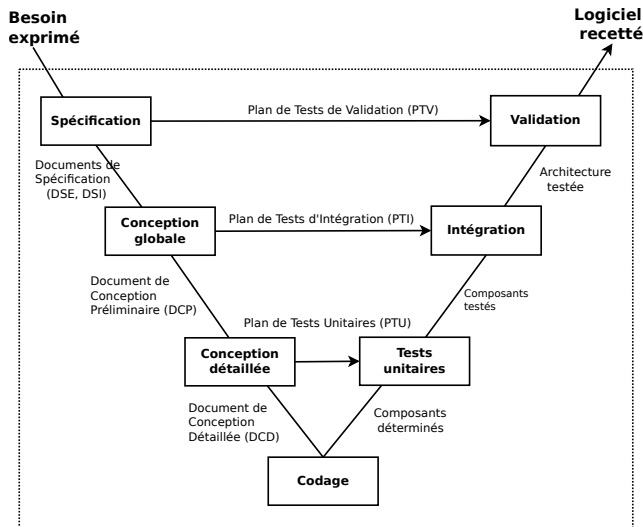 Besoin
exprimé
Logiciel
recetté
Spécification
Plan de Tests de Validation (PTV)
Validation
Documents de
Spécification
(DSE, DSI)
Architecture
testée
Conception
globale
Plan de Tests d'Intégration (PTI)
Intégration
Document de
Conception
Préliminaire (DCP)
Composants
testés
Plan de Tests Unitaires (PTU)
Conception
détaillée
Tests
unitaires
Document de
Conception
Détaillée (DCD)
Composants
déterminés
Codage